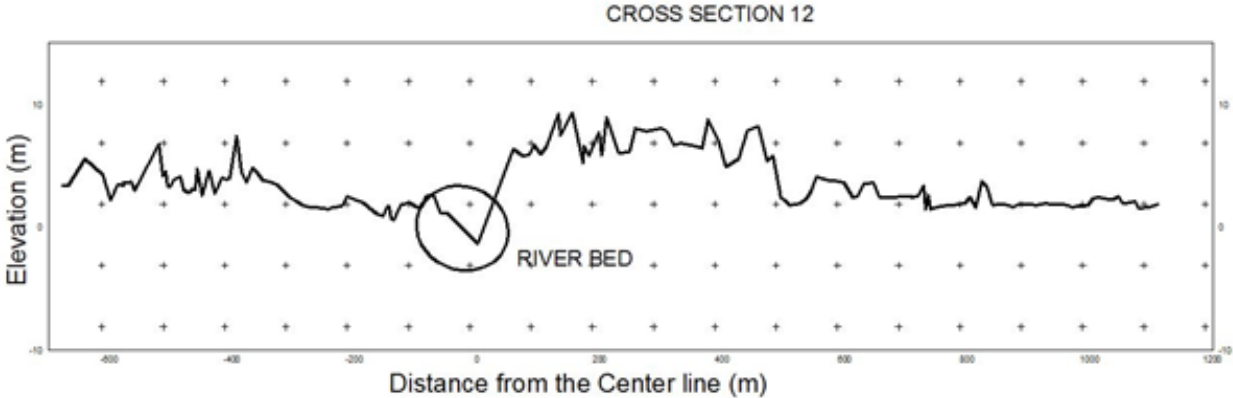 CROSS SECTION 12
Elevation (m)
10
0
-10
10
0
-10
RIVER BED
-600 -400 -200 0 200 400 600 800 1000 1200
Distance from the Center line (m)